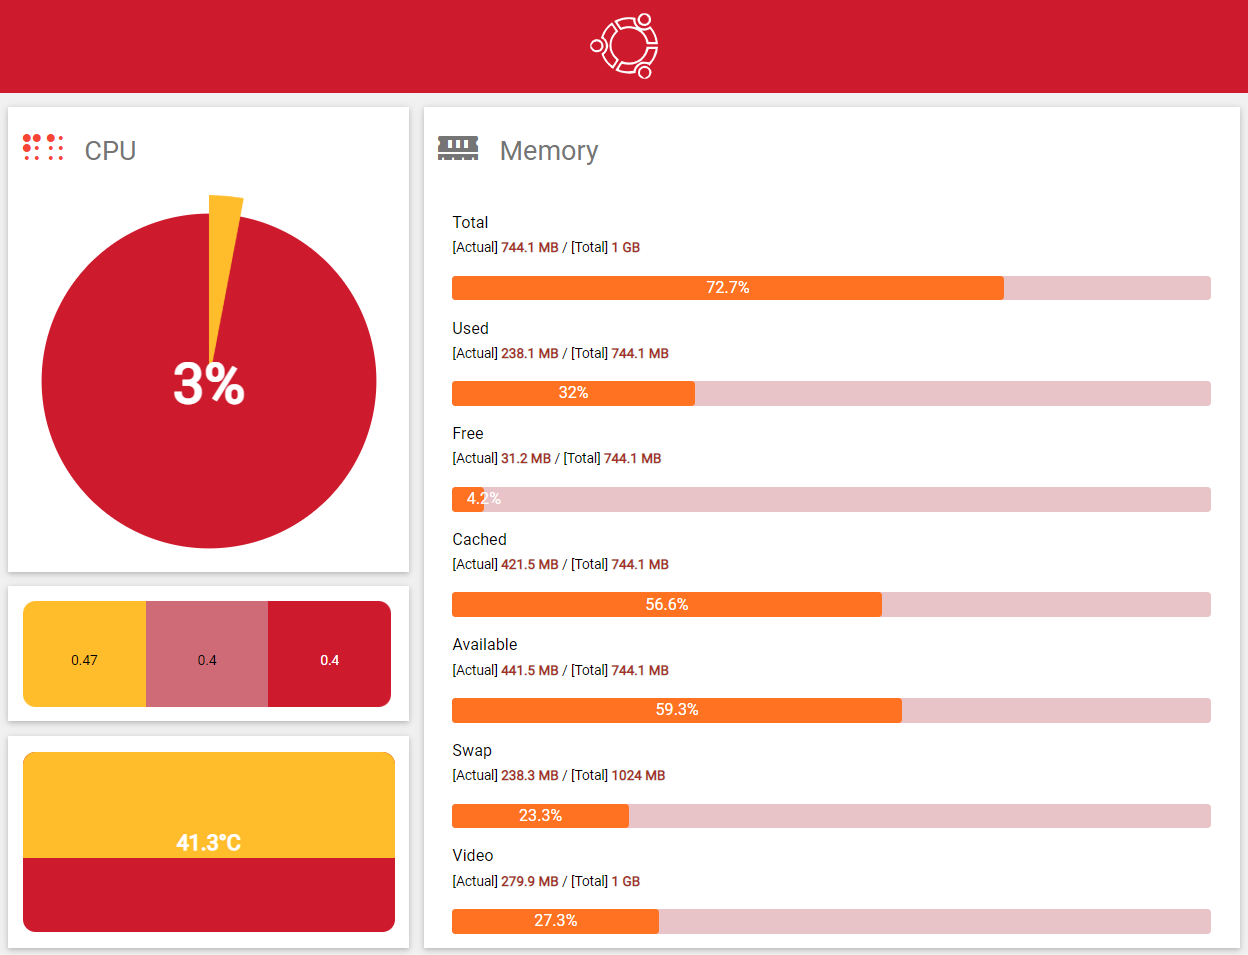 CPU
3%
0.47
0.4
0.4
41.3°C
Memory
Total
[Actual] 744.1 MB / [Total] 1 GB
72.7%
Used
[Actual] 238.1 MB / [Total] 744.1 MB
32%
Free
[Actual] 31.2 MB / [Total] 744.1 MB
4.2%
Cached
[Actual] 421.5 MB / [Total] 744.1 MB
56.6%
Available
[Actual] 441.5 MB / [Total] 744.1 MB
59.3%
Swap
[Actual] 238.3 MB / [Total] 1024 MB
23.3%
Video
[Actual] 279.9 MB / [Total] 1 GB
27.3%